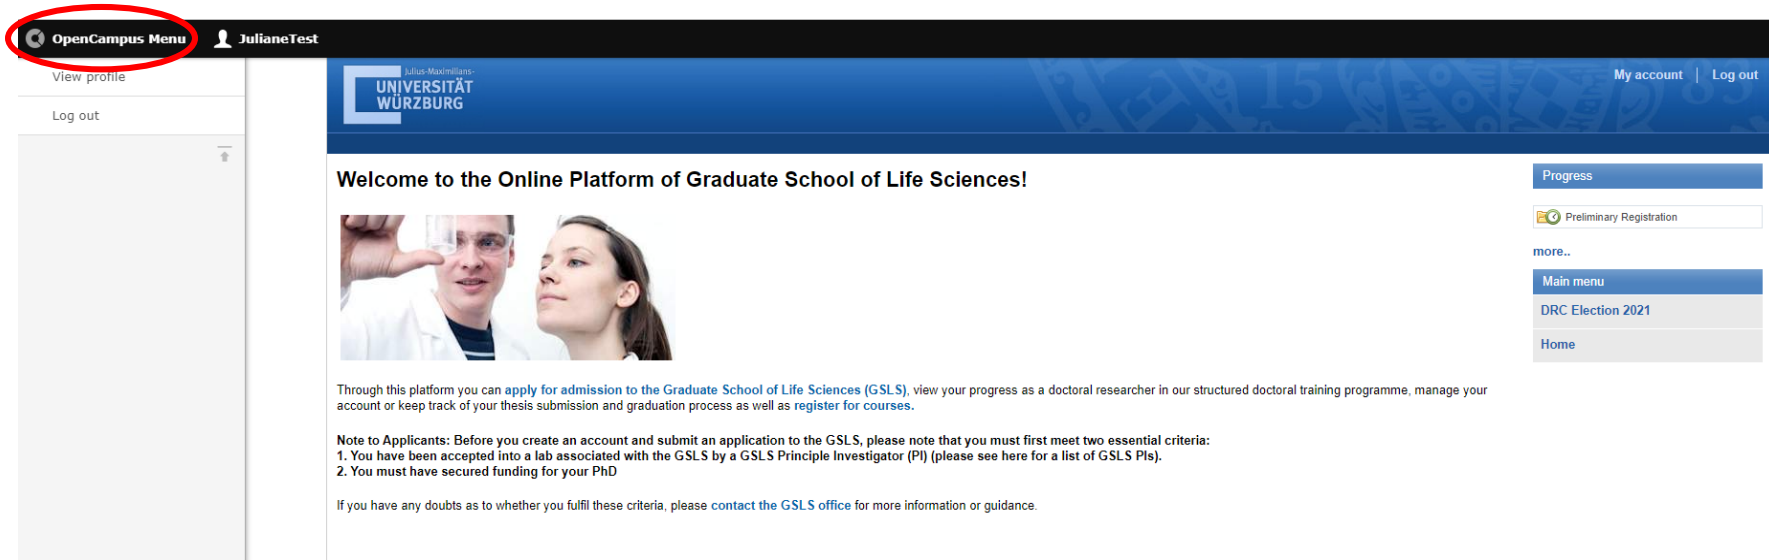 OpenCampus Menu
JulianeTest
View profile
Log out
Julius-Maximilians-
UNIVERSITÄT
WÜRZBURG
My account | Log out
Welcome to the Online Platform of Graduate School of Life Sciences!
Through this platform you can apply for admission to the Graduate School of Life Sciences (GSLS), view your progress as a doctoral researcher in our structured doctoral training programme, manage your
account or keep track of your thesis submission and graduation process as well as register for courses.
Note to Applicants: Before you create an account and submit an application to the GSLS, please note that you must first meet two essential criteria:
1. You have been accepted into a lab associated with the GSLS by a GSLS Principle Investigator (PI) (please see here for a list of GSLS PIs).
2. You must have secured funding for your PhD
If you have any doubts as to whether you fulfil these criteria, please contact the GSLS office for more information or guidance.
Progress
Preliminary Registration
more..
Main menu
DRC Election 2021
Home